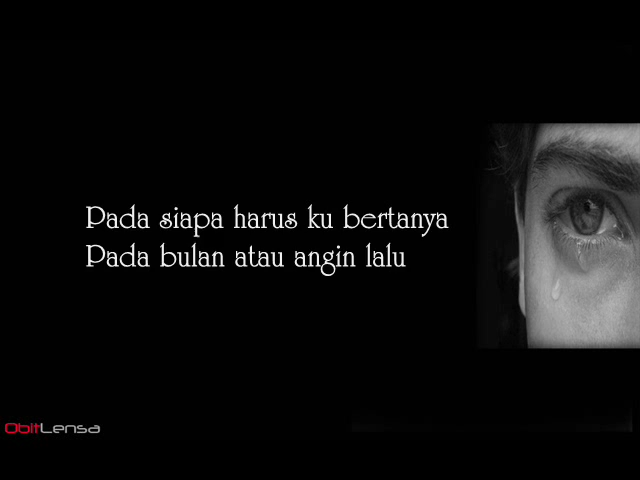 Pada siapa harus ku bertanya
Pada bulan atau angin lalu
ObitLensa